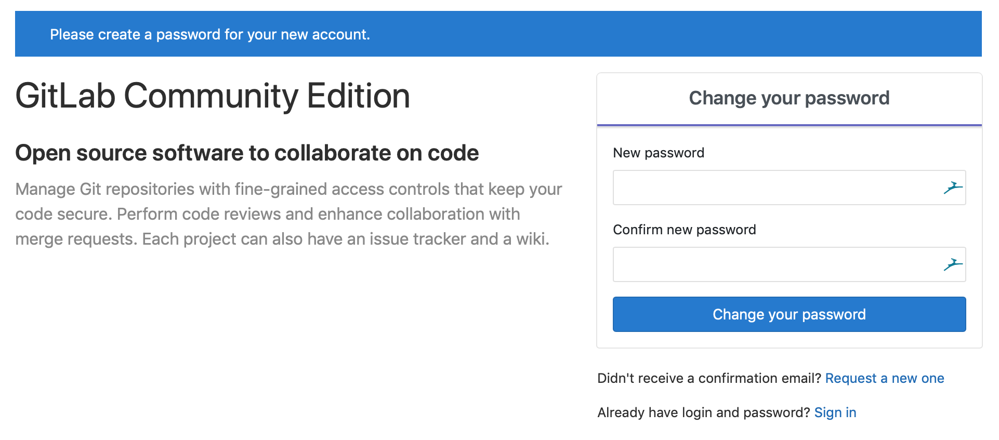 Please create a password for your new account.
GitLab Community Edition
Open source software to collaborate on code
Manage Git repositories with fine-grained access controls that keep your
code secure. Perform code reviews and enhance collaboration with
merge requests. Each project can also have an issue tracker and a wiki.
Change your password
New password
Confirm new password
Change your password
Didn't receive a confirmation email? Request a new one
Already have login and password? Sign in